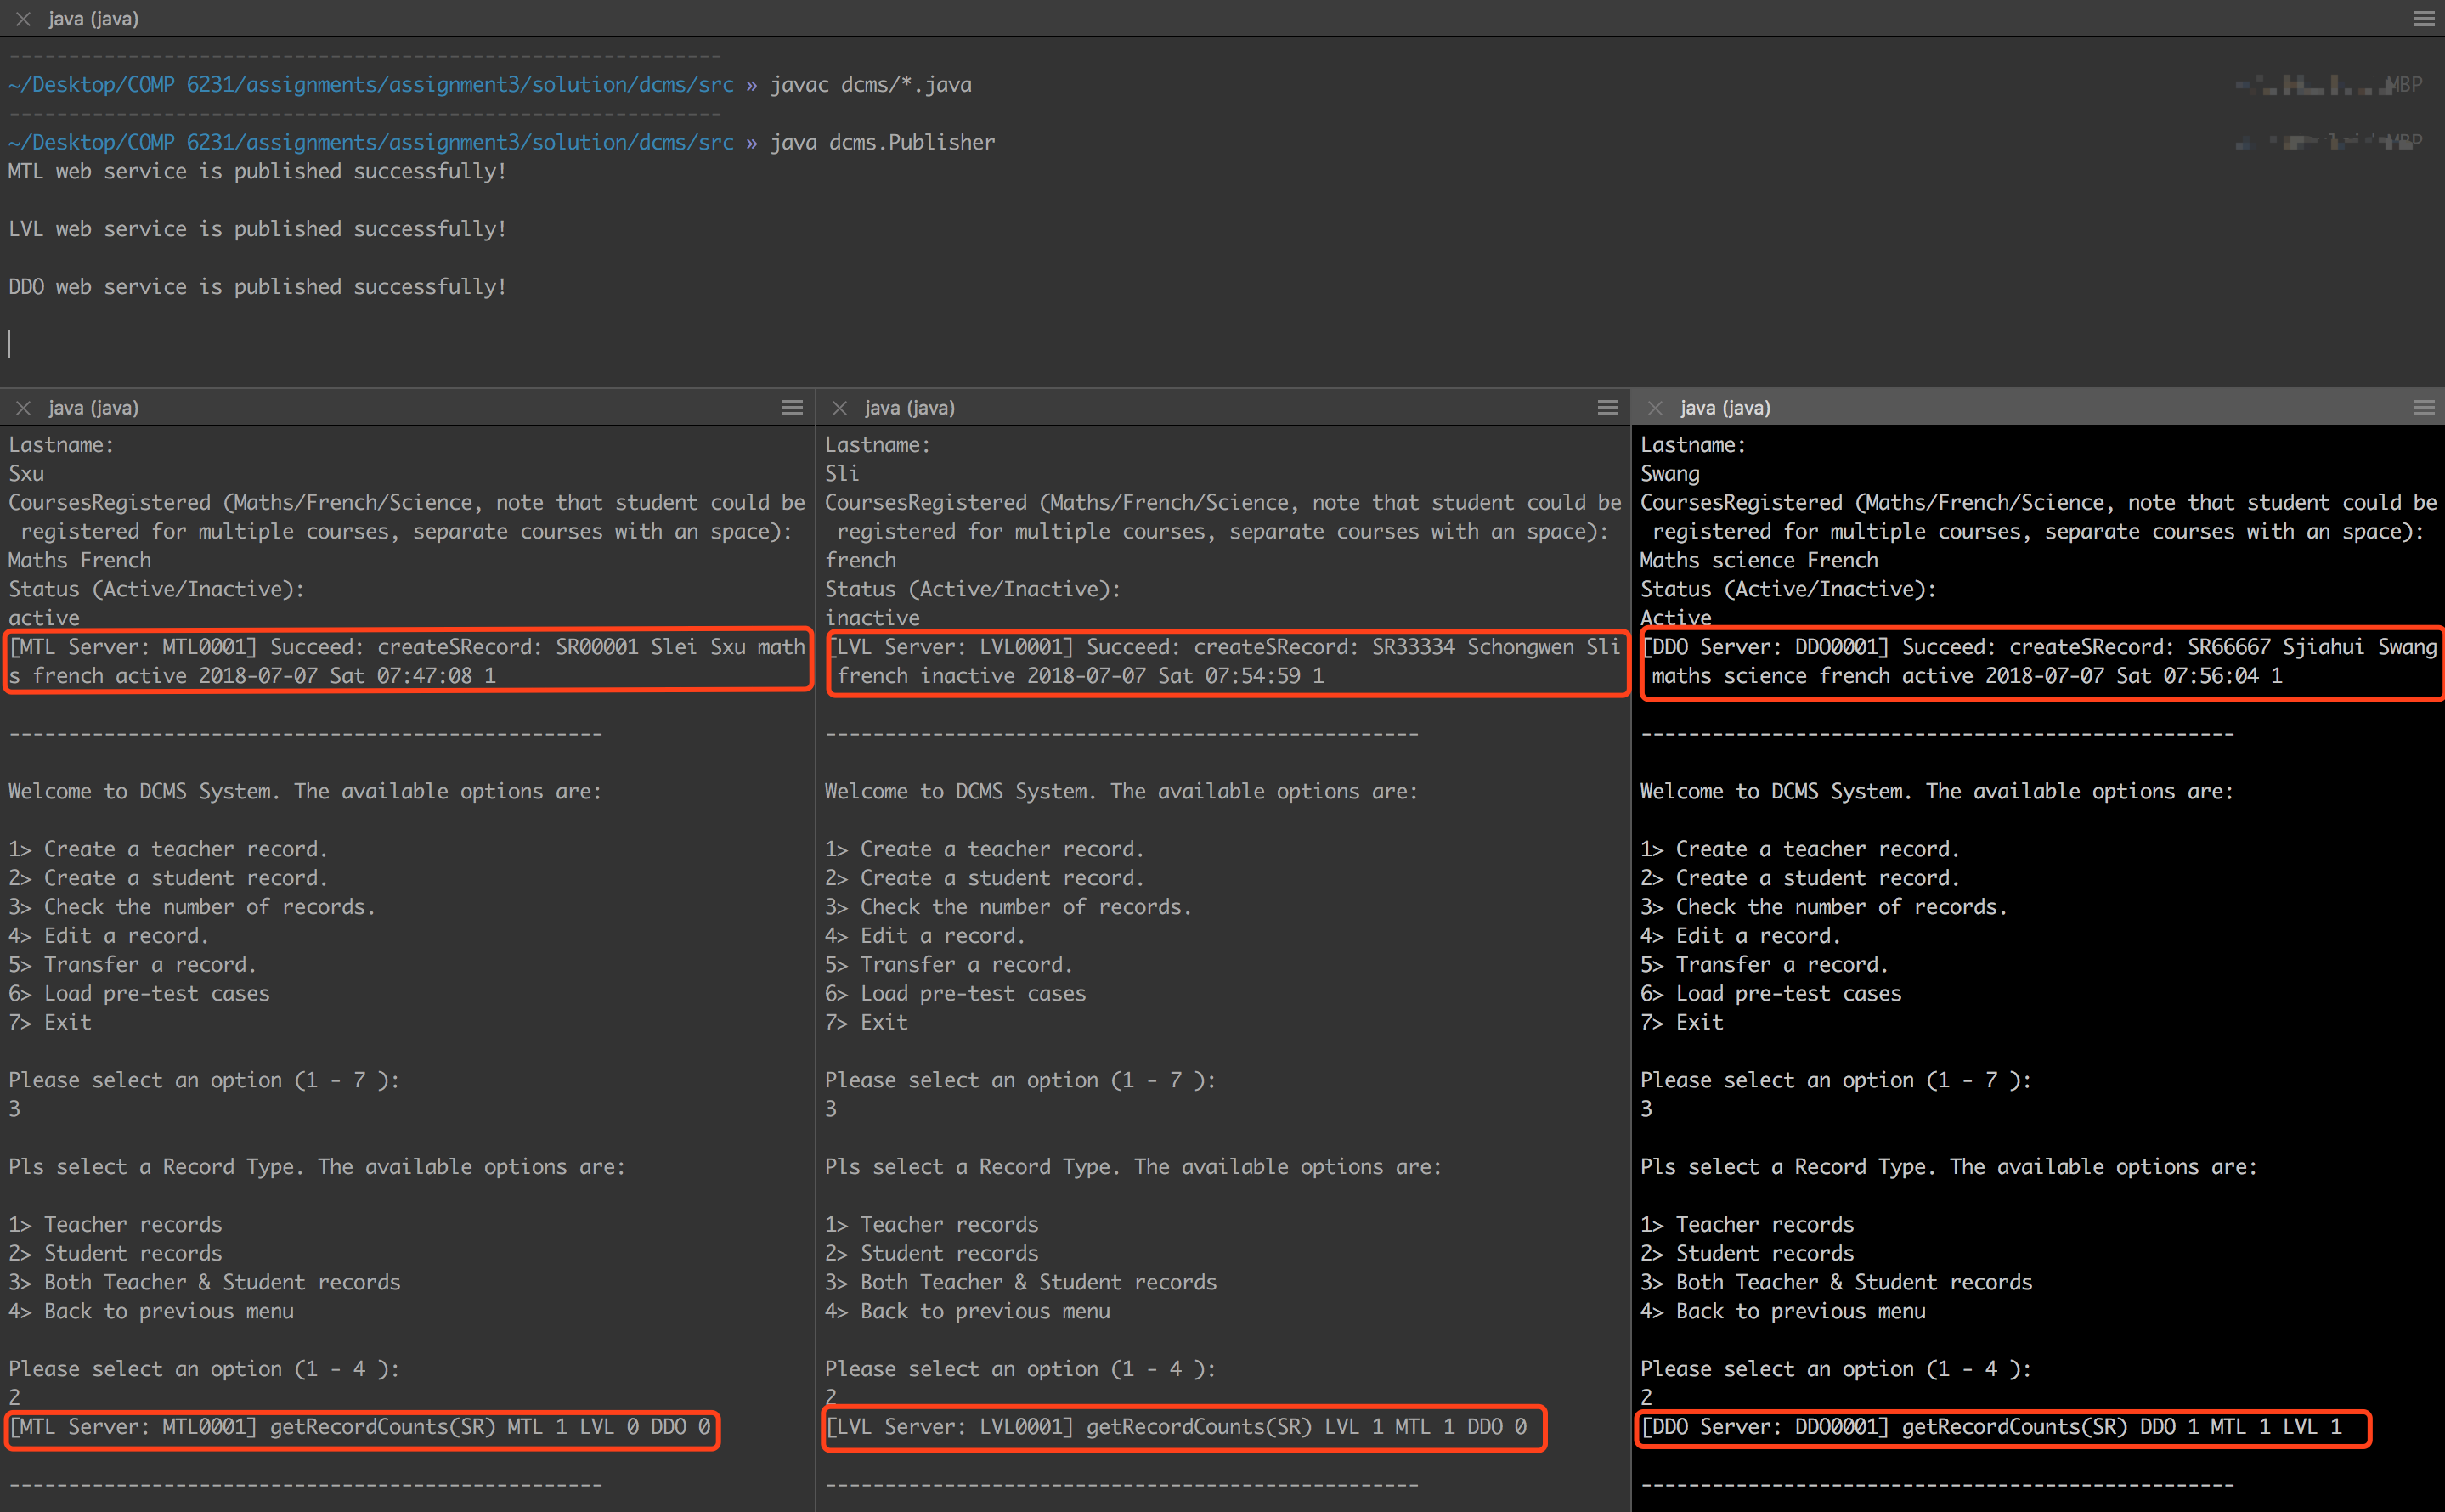 java (java)
------------------------------------------------------------
~/Desktop/COMP 6231/assignments/assignment3/solution/dcms/src » javac dcms/*.java MBP
------------------------------------------------------------
~/Desktop/COMP 6231/assignments/assignment3/solution/dcms/src » java dcms.Publisher
MTL web service is published successfully!
LVL web service is published successfully!
DDO web service is published successfully!
java (java)
Lastname:
Sxu
CoursesRegistered (Maths/French/Science, note that student could be
registered for multiple courses, separate courses with an space):
Maths French
Status (Active/Inactive):
active
[MTL Server: MTL0001] Succeed: createSRecord: SR00001 Slei Sxu math
s french active 2018-07-07 Sat 07:47:08 1
--------------------------------------------------
Welcome to DCMS System. The available options are:
1> Create a teacher record.
2> Create a student record.
3> Check the number of records.
4> Edit a record.
5> Transfer a record.
6> Load pre-test cases
7> Exit
Please select an option (1 - 7 ):
3
Pls select a Record Type. The available options are:
1> Teacher records
2> Student records
3> Both Teacher & Student records
4> Back to previous menu
Please select an option (1 - 4 ):
2
[MTL Server: MTL0001] getRecordCounts(SR) MTL 1 LVL 0 DDO 0
--------------------------------------------------
java (java)
Lastname:
Sli
CoursesRegistered (Maths/French/Science, note that student could be
registered for multiple courses, separate courses with an space):
french
Status (Active/Inactive):
inactive
[LVL Server: LVL0001] Succeed: createSRecord: SR33334 Schongwen Sli
french inactive 2018-07-07 Sat 07:54:59 1
--------------------------------------------------
Welcome to DCMS System. The available options are:
1> Create a teacher record.
2> Create a student record.
3> Check the number of records.
4> Edit a record.
5> Transfer a record.
6> Load pre-test cases
7> Exit
Please select an option (1 - 7 ):
3
Pls select a Record Type. The available options are:
1> Teacher records
2> Student records
3> Both Teacher & Student records
4> Back to previous menu
Please select an option (1 - 4 ):
2
[LVL Server: LVL0001] getRecordCounts(SR) LVL 1 MTL 1 DDO 0
--------------------------------------------------
java (java)
Lastname:
Swang
CoursesRegistered (Maths/French/Science, note that student could be
registered for multiple courses, separate courses with an space):
Maths science French
Status (Active/Inactive):
Active
[DDO Server: DDO0001] Succeed: createSRecord: SR66667 Sjiahui Swang
maths science french active 2018-07-07 Sat 07:56:04 1
--------------------------------------------------
Welcome to DCMS System. The available options are:
1> Create a teacher record.
2> Create a student record.
3> Check the number of records.
4> Edit a record.
5> Transfer a record.
6> Load pre-test cases
7> Exit
Please select an option (1 - 7 ):
3
Pls select a Record Type. The available options are:
1> Teacher records
2> Student records
3> Both Teacher & Student records
4> Back to previous menu
Please select an option (1 - 4 ):
2
[DDO Server: DDO0001] getRecordCounts(SR) DDO 1 MTL 1 LVL 1
--------------------------------------------------